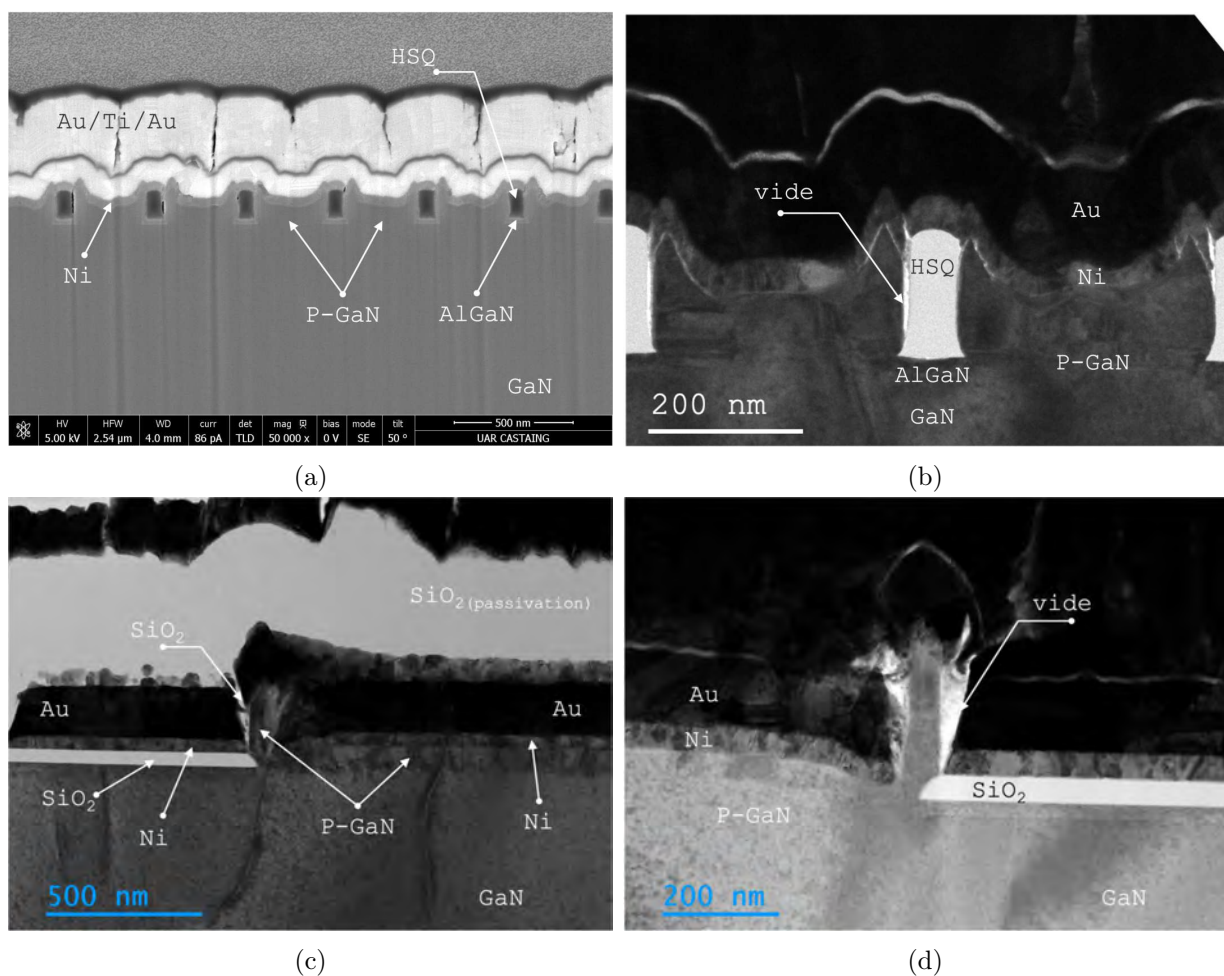 HSQ
Au/Ti/Au
Ni
P-GaN
AlGaN
GaN
HV HFW WD curr det mag bias mode tilt
5.00 kV 2.54 µm 4.0 mm 86 pA TLD 50 000 x 0 V SE 50 °
500 nm
UAR CASTAING
(a)
vide
Au
HSQ
Ni
P-GaN
AlGaN
GaN
200 nm
(b)
SiO2(passivation)
SiO2
Au
Au
SiO2
Ni
P-GaN
Ni
GaN
500 nm
(c)
vide
Au
Ni
SiO2
P-GaN
GaN
200 nm
(d)